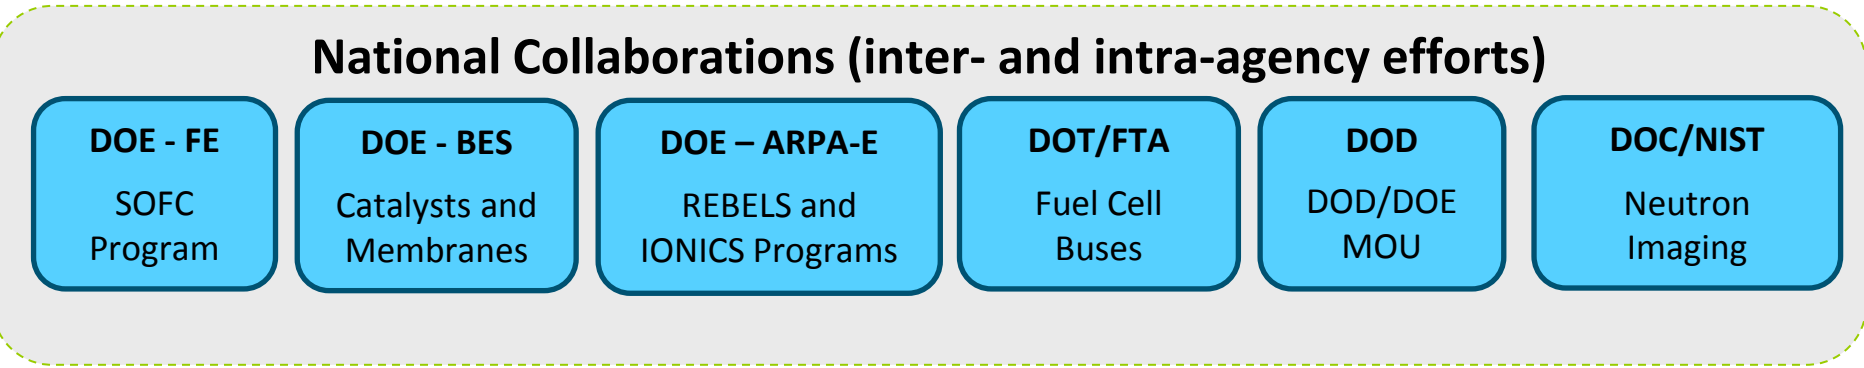 National Collaborations (inter- and intra-agency efforts)
DOE - FE
SOFC
Program
DOE - BES
Catalysts and
Membranes
DOE – ARPA-E
REBELS and
IONICS Programs
DOT/FTA
Fuel Cell
Buses
DOD
DOD/DOE
MOU
DOC/NIST
Neutron
Imaging